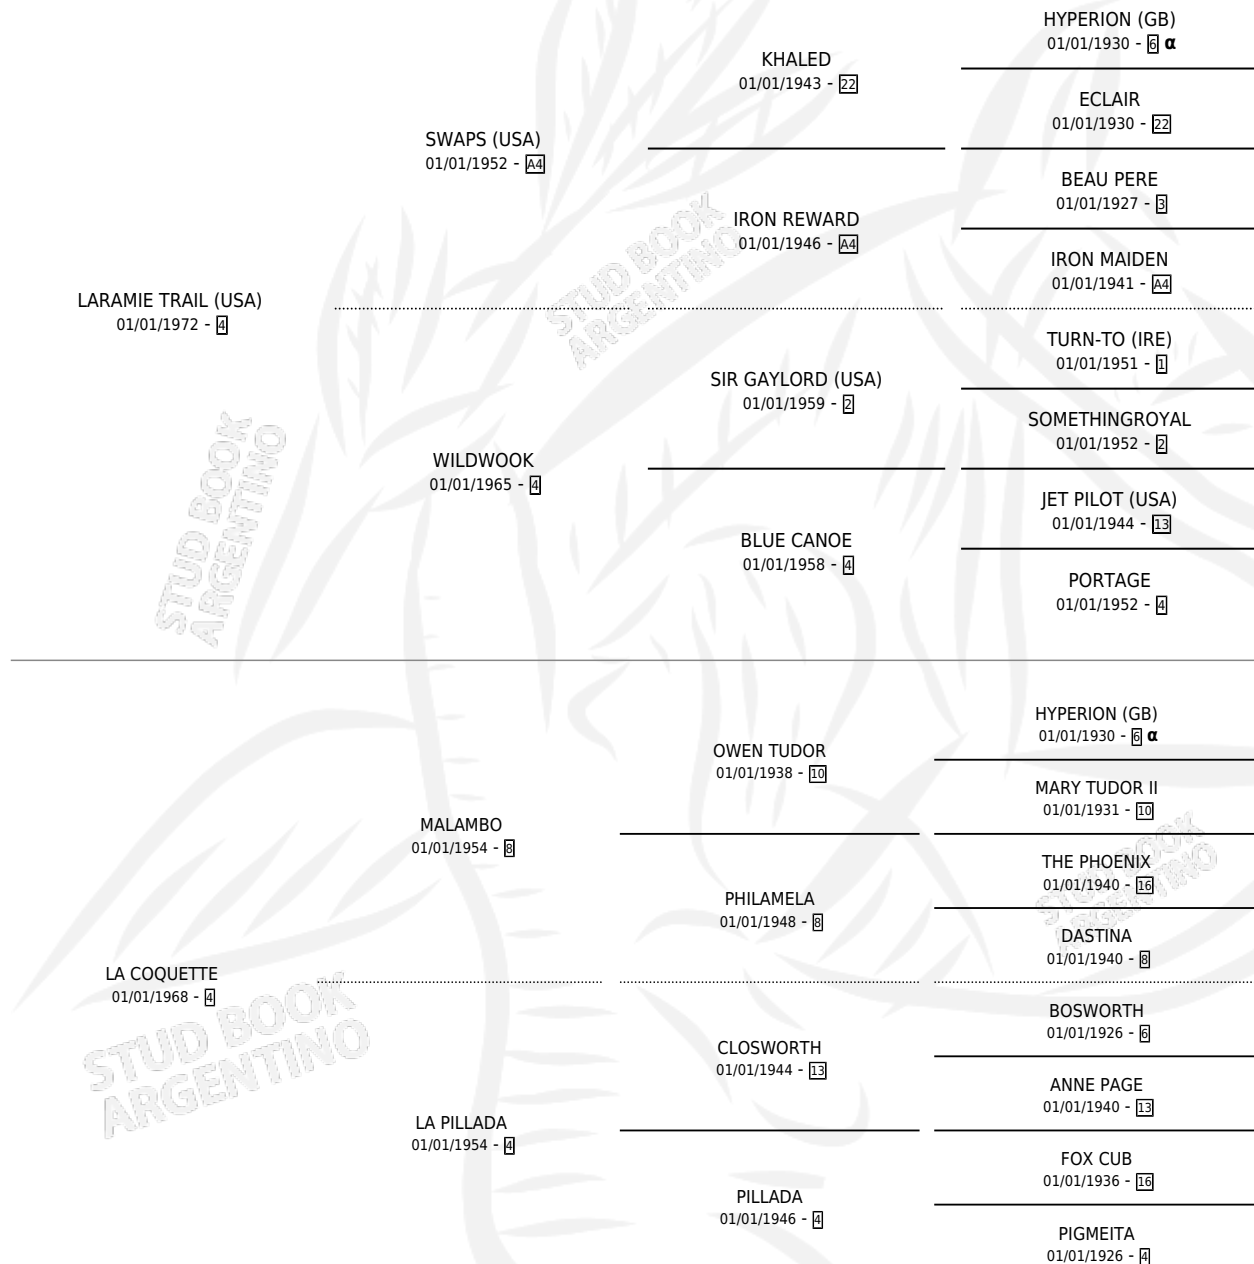 HYPERION (GB)
01/01/1930 - 6 α
KHALED
01/01/1943 - 22
ECLAIR
01/01/1930 - 22
SWAPS (USA)
01/01/1952 - A4
BEAU PERE
01/01/1927 - 3
IRON REWARD
01/01/1946 - A4
IRON MAIDEN
01/01/1941 - A4
LARAMIE TRAIL (USA)
01/01/1972 - 4
TURN-TO (IRE)
01/01/1951 - 1
SIR GAYLORD (USA)
01/01/1959 - 2
SOMETHINGROYAL
01/01/1952 - 2
WILDWOOK
01/01/1965 - 4
JET PILOT (USA)
01/01/1944 - 13
BLUE CANOE
01/01/1958 - 4
PORTAGE
01/01/1952 - 4
HYPERION (GB)
01/01/1930 - 6 α
OWEN TUDOR
01/01/1938 - 10
MARY TUDOR II
01/01/1931 - 10
MALAMBO
01/01/1954 - 8
THE PHOENIX
01/01/1940 - 16
PHILAMELA
01/01/1948 - 8
DASTINA
01/01/1940 - 8
LA COQUETTE
01/01/1968 - 4
BOSWORTH
01/01/1926 - 6
CLOSWORTH
01/01/1944 - 13
ANNE PAGE
01/01/1940 - 13
LA PILLADA
01/01/1954 - 4
FOX CUB
01/01/1936 - 16
PILLADA
01/01/1946 - 4
PIGMEITA
01/01/1926 - 4
STUD BOOK
ARGENTINO
STUD BOOK
ARGENTINO
STUD BOOK
ARGENTINO
STUD BOOK
ARGENTINO